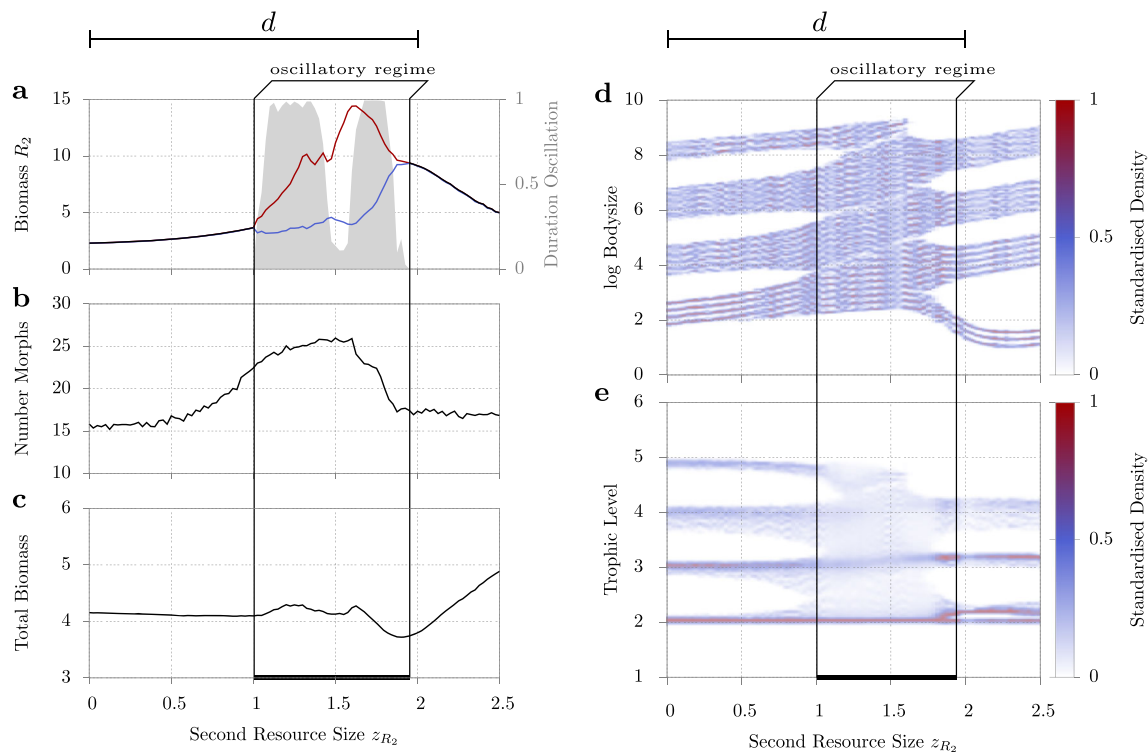 d
oscillatory regime
a
15
10
5
0
Biomass R2
1
0.5
0
Duration Oscillation
b
30
25
20
15
10
Number Morphs
c
6
5
4
3
Total Biomass
0 0.5 1 1.5 2 2.5
Second Resource Size zR2
d
oscillatory regime
d
10
8
6
4
2
0
log Bodysize
1
0.5
0
Standardised Density
e
6
5
4
3
2
1
Trophic Level
1
0.5
0
Standardised Density
0 0.5 1 1.5 2 2.5
Second Resource Size zR2